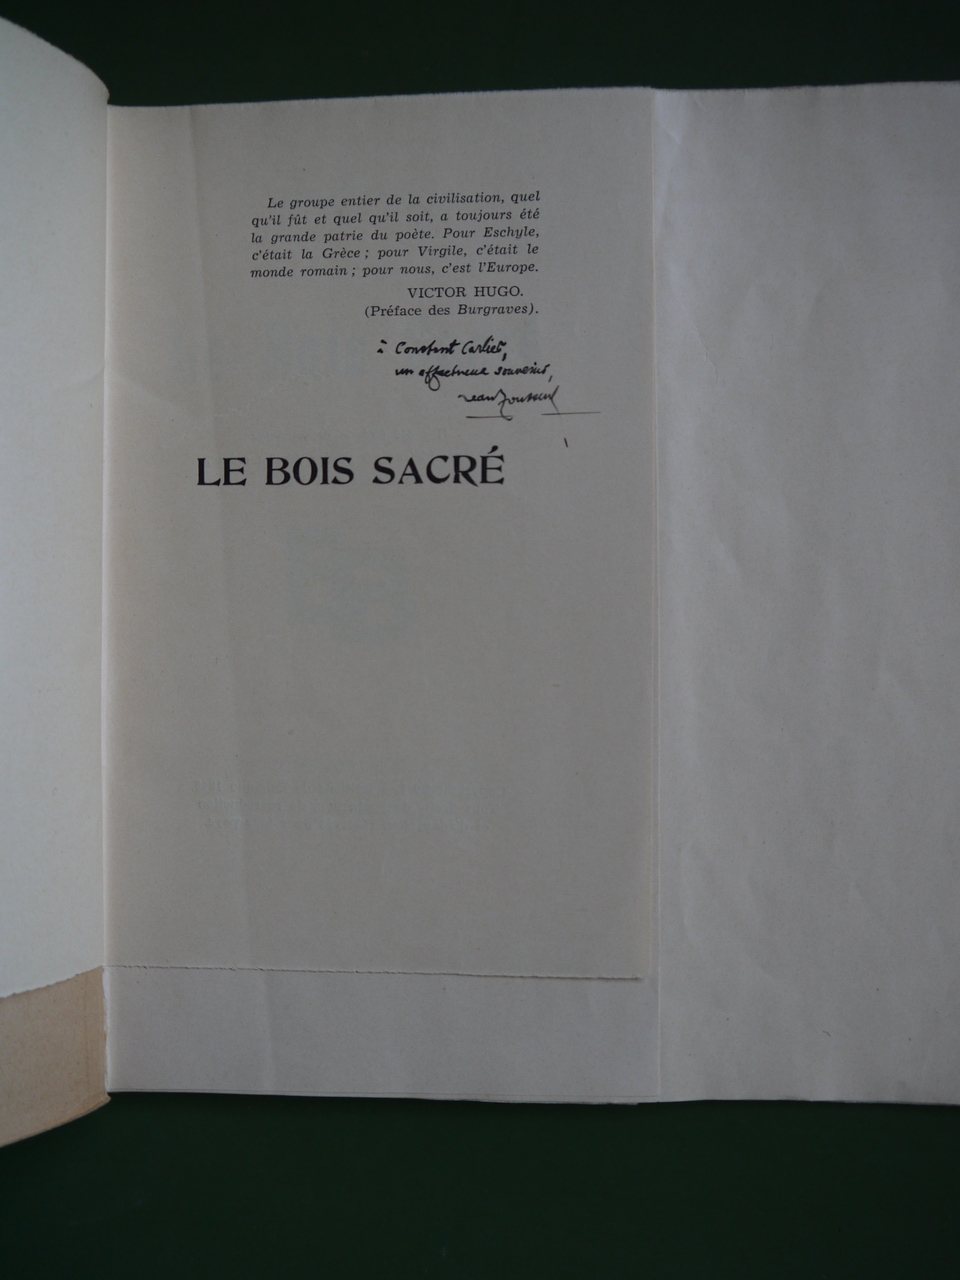 Le groupe entier de la civilisation, quel
qu'il fût et quel qu'il soit, a toujours été
la grande patrie du poète. Pour Eschyle,
c'était la Grèce ; pour Virgile, c'était le
monde romain ; pour nous, c'est l'Europe.
VICTOR HUGO.
(Préface des Burgraves).
à Constant Carlier,
un affectueux souvenir,
Jean Tousseul
LE BOIS SACRÉ